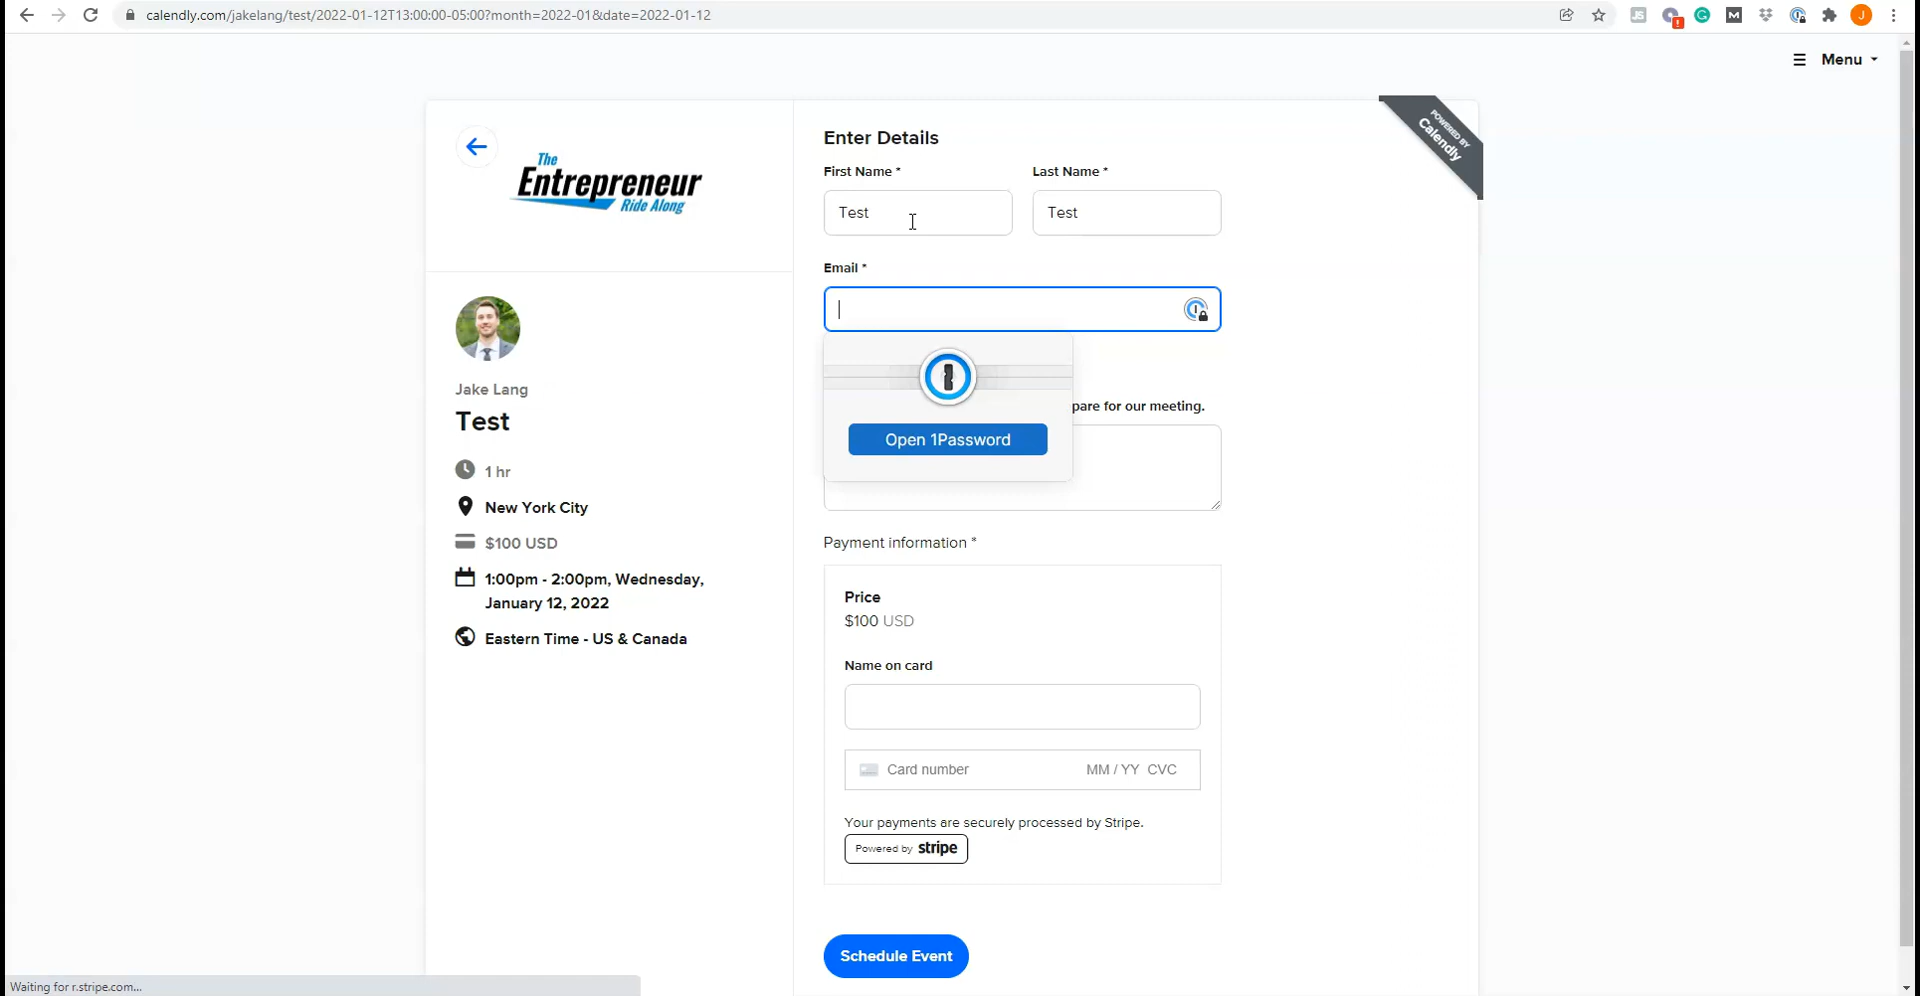 calendly.com/jakelang/test/2022-01-12T13:00:00-05:00?month=2022-01&date=2022-01-12
JS
!
G
M
J
Menu
POWERED BY
Calendly
The
Entrepreneur
Ride Along
Jake Lang
Test
1 hr
New York City
$100 USD
1:00pm - 2:00pm, Wednesday,
January 12, 2022
Eastern Time - US & Canada
Enter Details
First Name * Last Name *
Test Test
Email *
Open 1Password
pare for our meeting.
Payment information *
Price
$100 USD
Name on card
Card number MM / YY CVC
Your payments are securely processed by Stripe.
Powered by stripe
Schedule Event
Waiting for r.stripe.com...